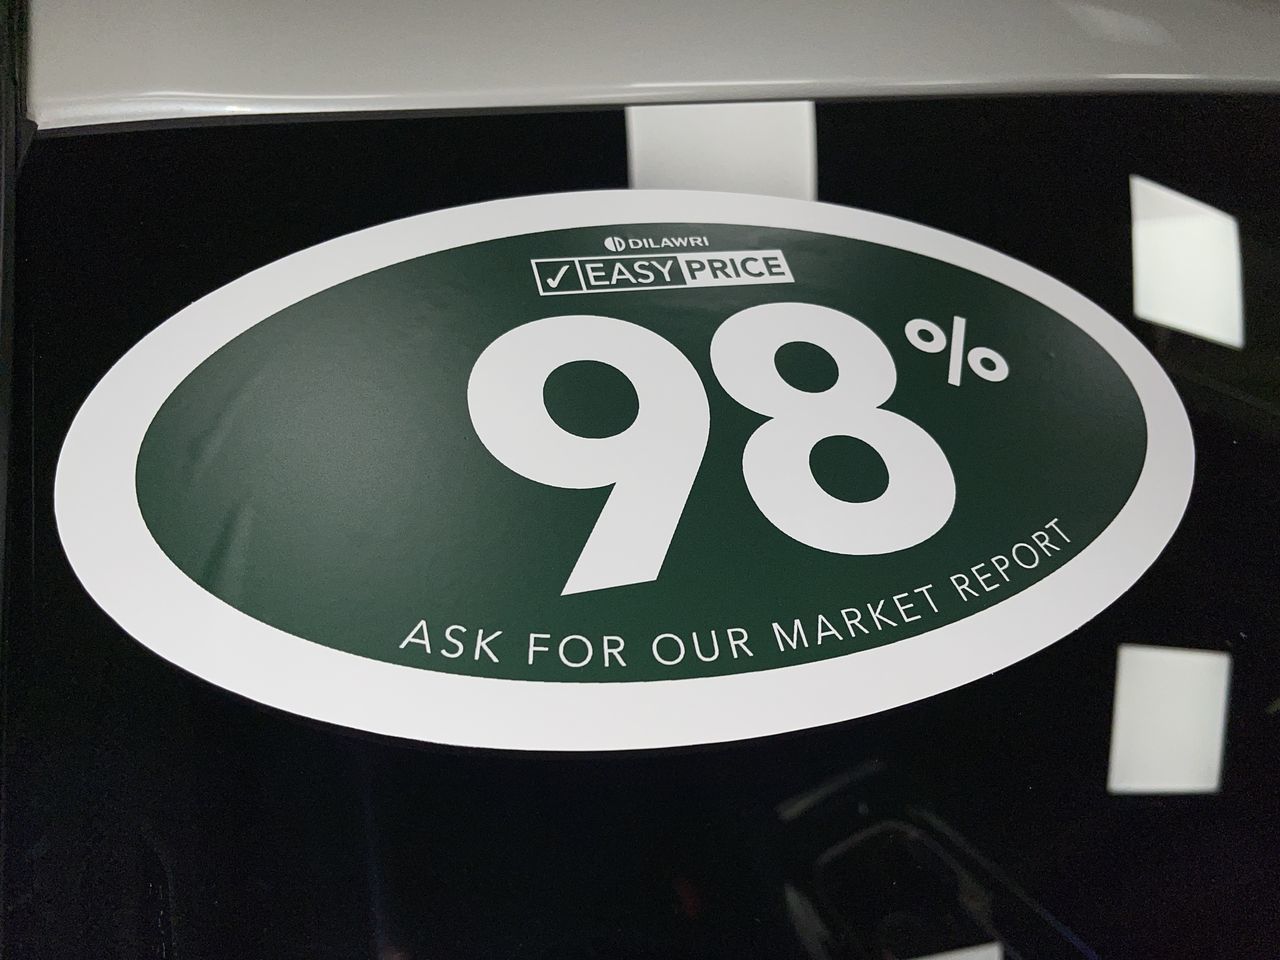 DILAWRI
✓ EASY PRICE
98%
ASK FOR OUR MARKET REPORT